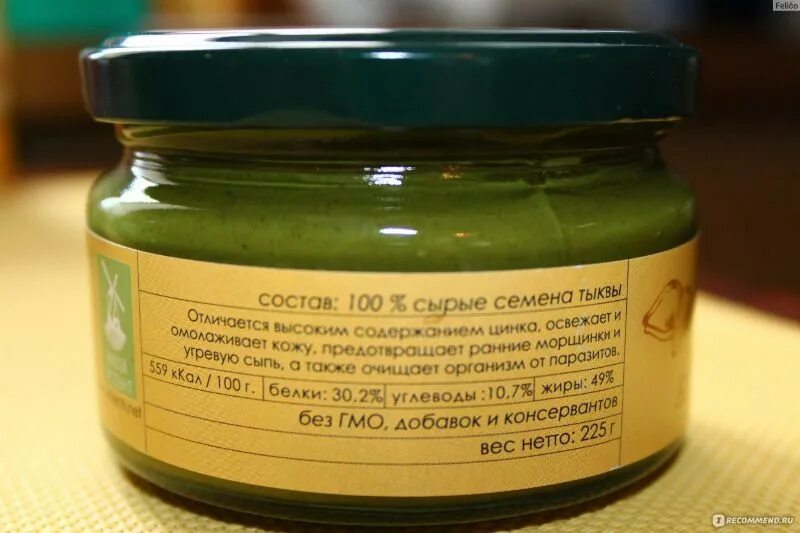 Feličo
состав: 100 % сырые семена тыквы
Отличается высоким содержанием цинка, освежает и
омолаживает кожу, предотвращает ранние морщинки и
угревую сыпь, а также очищает организм от паразитов.
559 кКал / 100 г. белки: 30,2% углеводы :10,7% жиры: 49%
без ГМО, добавок и консервантов
вес нетто: 225 г
IRECOMMEND.RU